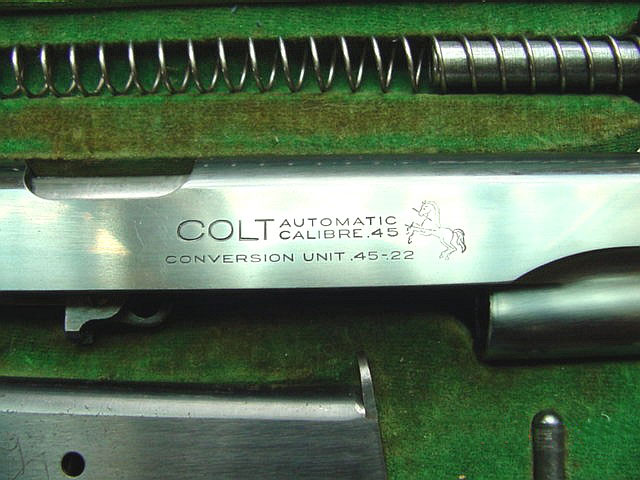 COLT AUTOMATIC
CALIBRE .45
CONVERSION UNIT .45-.22